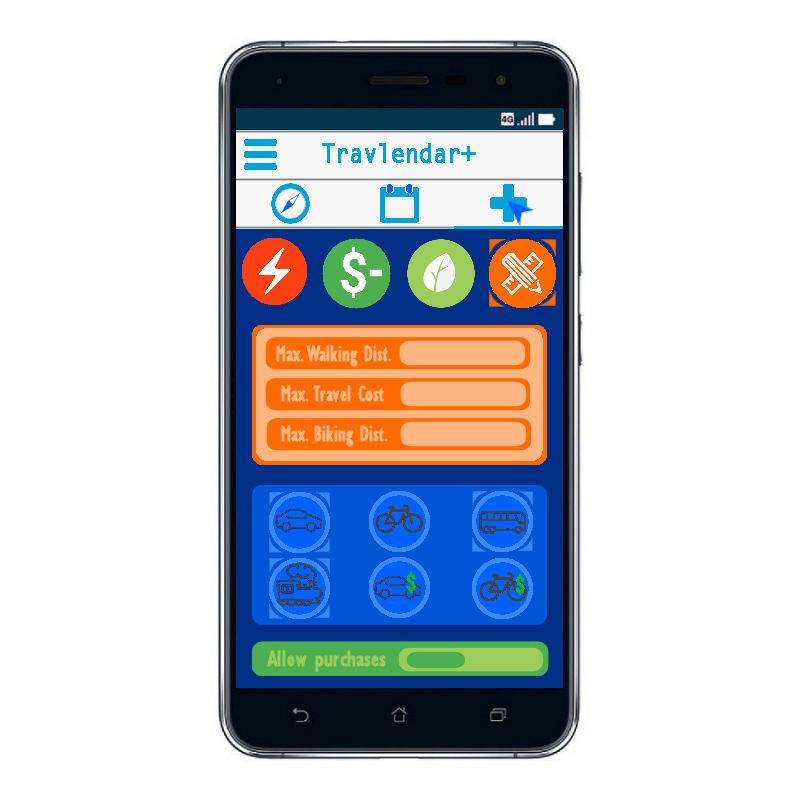 4G
Travlendar+
$-
Max. Walking Dist.
Max. Travel Cost
Max. Biking Dist.
$
$
Allow purchases